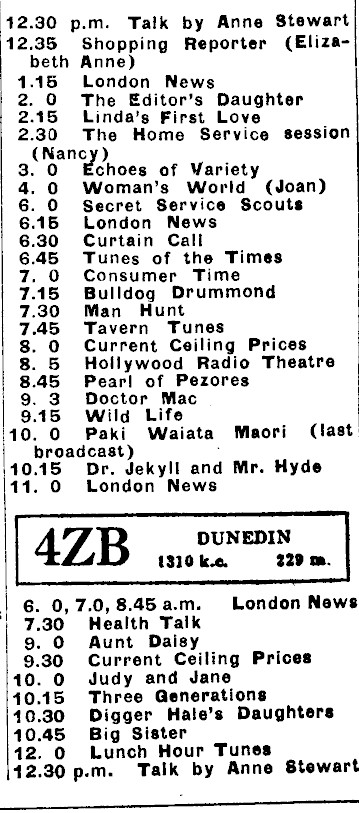 12.30 p.m. Talk by Anne Stewart
12.35 Shopping Reporter (Eliza-
beth Anne)
1.15 London News
2. 0 The Editor's Daughter
2.15 Linda's First Love
2.30 The Home Service session
(Nancy)
3. 0 Echoes of Variety
4. 0 Woman's World (Joan)
6. 0 Secret Service Scouts
6.15 London News
6.30 Curtain Call
6.45 Tunes of the Times
7. 0 Consumer Time
7.15 Bulldog Drummond
7.30 Man Hunt
7.45 Tavern Tunes
8. 0 Current Ceiling Prices
8. 5 Hollywood Radio Theatre
8.45 Pearl of Pezores
9. 3 Doctor Mac
9.15 Wild Life
10. 0 Paki Waiata Maori (last
broadcast)
10.15 Dr. Jekyll and Mr. Hyde
11. 0 London News
4ZB DUNEDIN
1310 k.c. 229 m.
6. 0, 7.0, 8.45 a.m. London News
7.30 Health Talk
9. 0 Aunt Daisy
9.30 Current Ceiling Prices
10. 0 Judy and Jane
10.15 Three Generations
10.30 Digger Hale's Daughters
10.45 Big Sister
12. 0 Lunch Hour Tunes
12.30 p.m. Talk by Anne Stewart